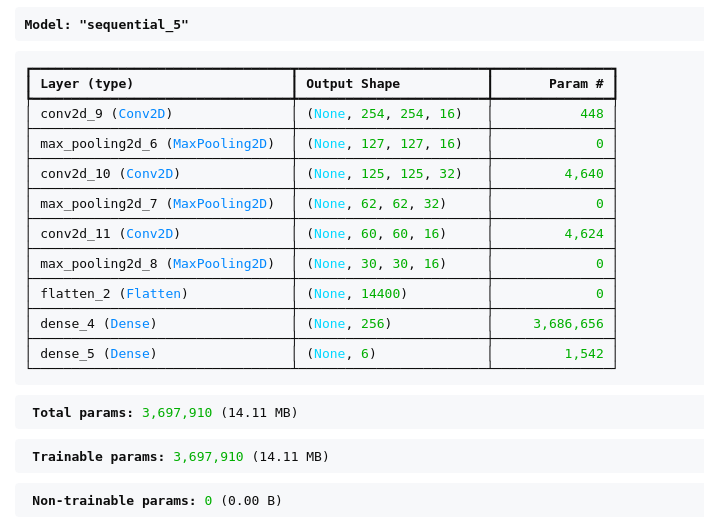 Model: "sequential_5"
Layer (type) Output Shape Param #
conv2d_9 (Conv2D) (None, 254, 254, 16) 448
max_pooling2d_6 (MaxPooling2D) (None, 127, 127, 16) 0
conv2d_10 (Conv2D) (None, 125, 125, 32) 4,640
max_pooling2d_7 (MaxPooling2D) (None, 62, 62, 32) 0
conv2d_11 (Conv2D) (None, 60, 60, 16) 4,624
max_pooling2d_8 (MaxPooling2D) (None, 30, 30, 16) 0
flatten_2 (Flatten) (None, 14400) 0
dense_4 (Dense) (None, 256) 3,686,656
dense_5 (Dense) (None, 6) 1,542
Total params: 3,697,910 (14.11 MB)
Trainable params: 3,697,910 (14.11 MB)
Non-trainable params: 0 (0.00 B)